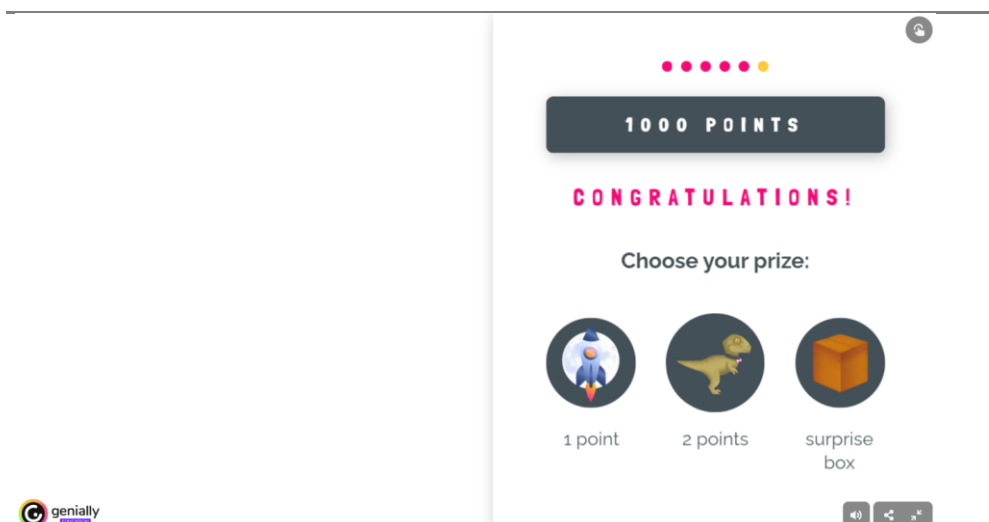 1000 POINTS
CONGRATULATIONS!
Choose your prize:
1 point
2 points
surprise
box
genially